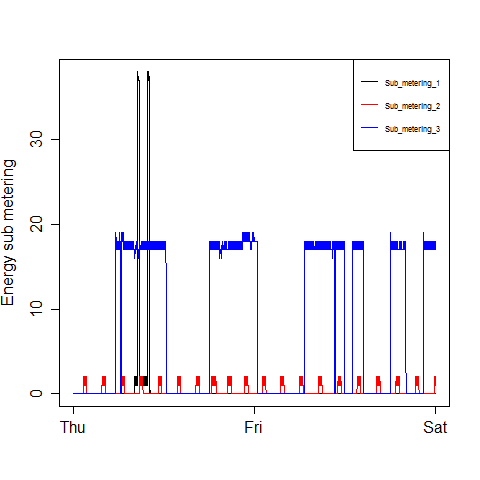 Sub_metering_1
Sub_metering_2
Sub_metering_3
Energy sub metering
30
20
10
0
Thu
Fri
Sat